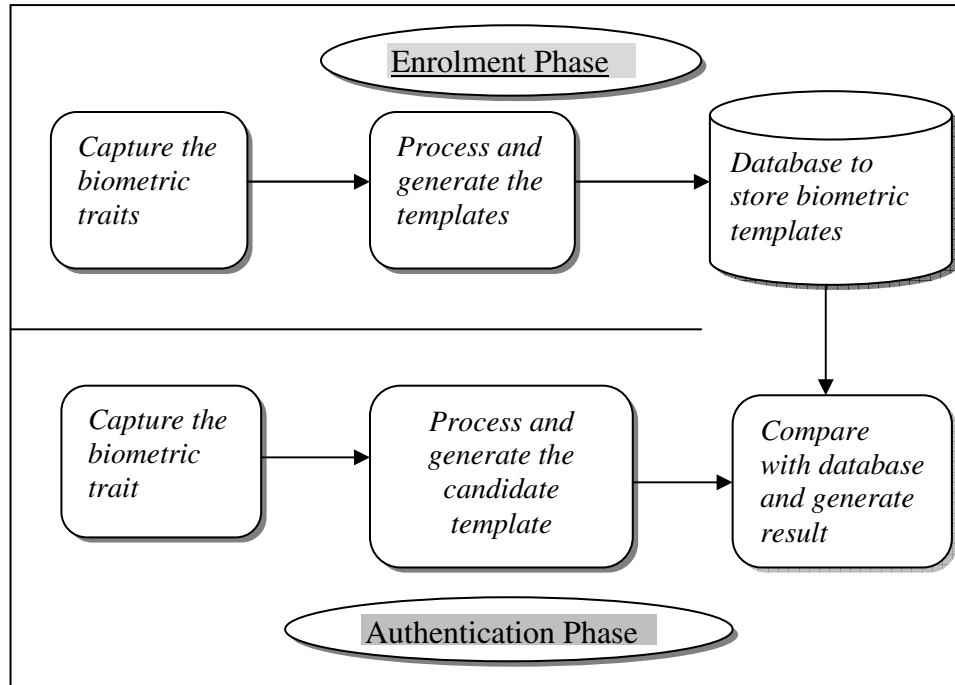 Enrolment Phase
Capture the
biometric
traits
Process and
generate the
templates
Database to
store biometric
templates
Capture the
biometric
trait
Process and
generate the
candidate
template
Compare
with database
and generate
result
Authentication Phase